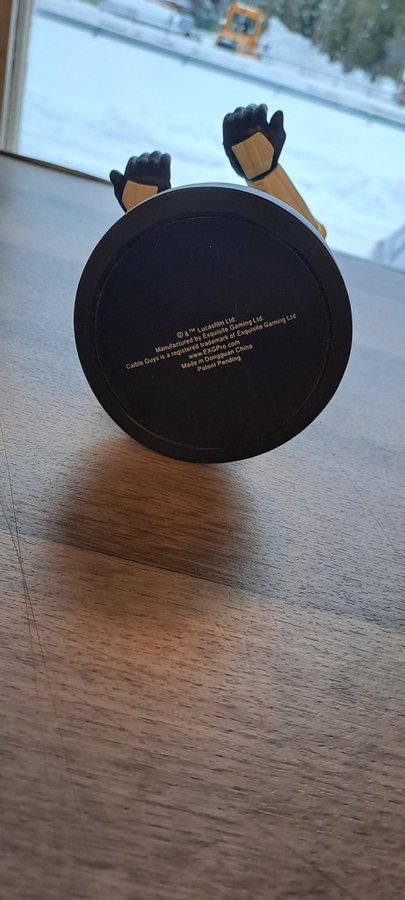 © & ™ Lucasfilm Ltd.
Manufactured by Exquisite Gaming Ltd.
Calble Guys is a registered trademark of Exquisite Gaming Ltd.
www.EXGPro.com
Made in Dongguan China
Patent Pending